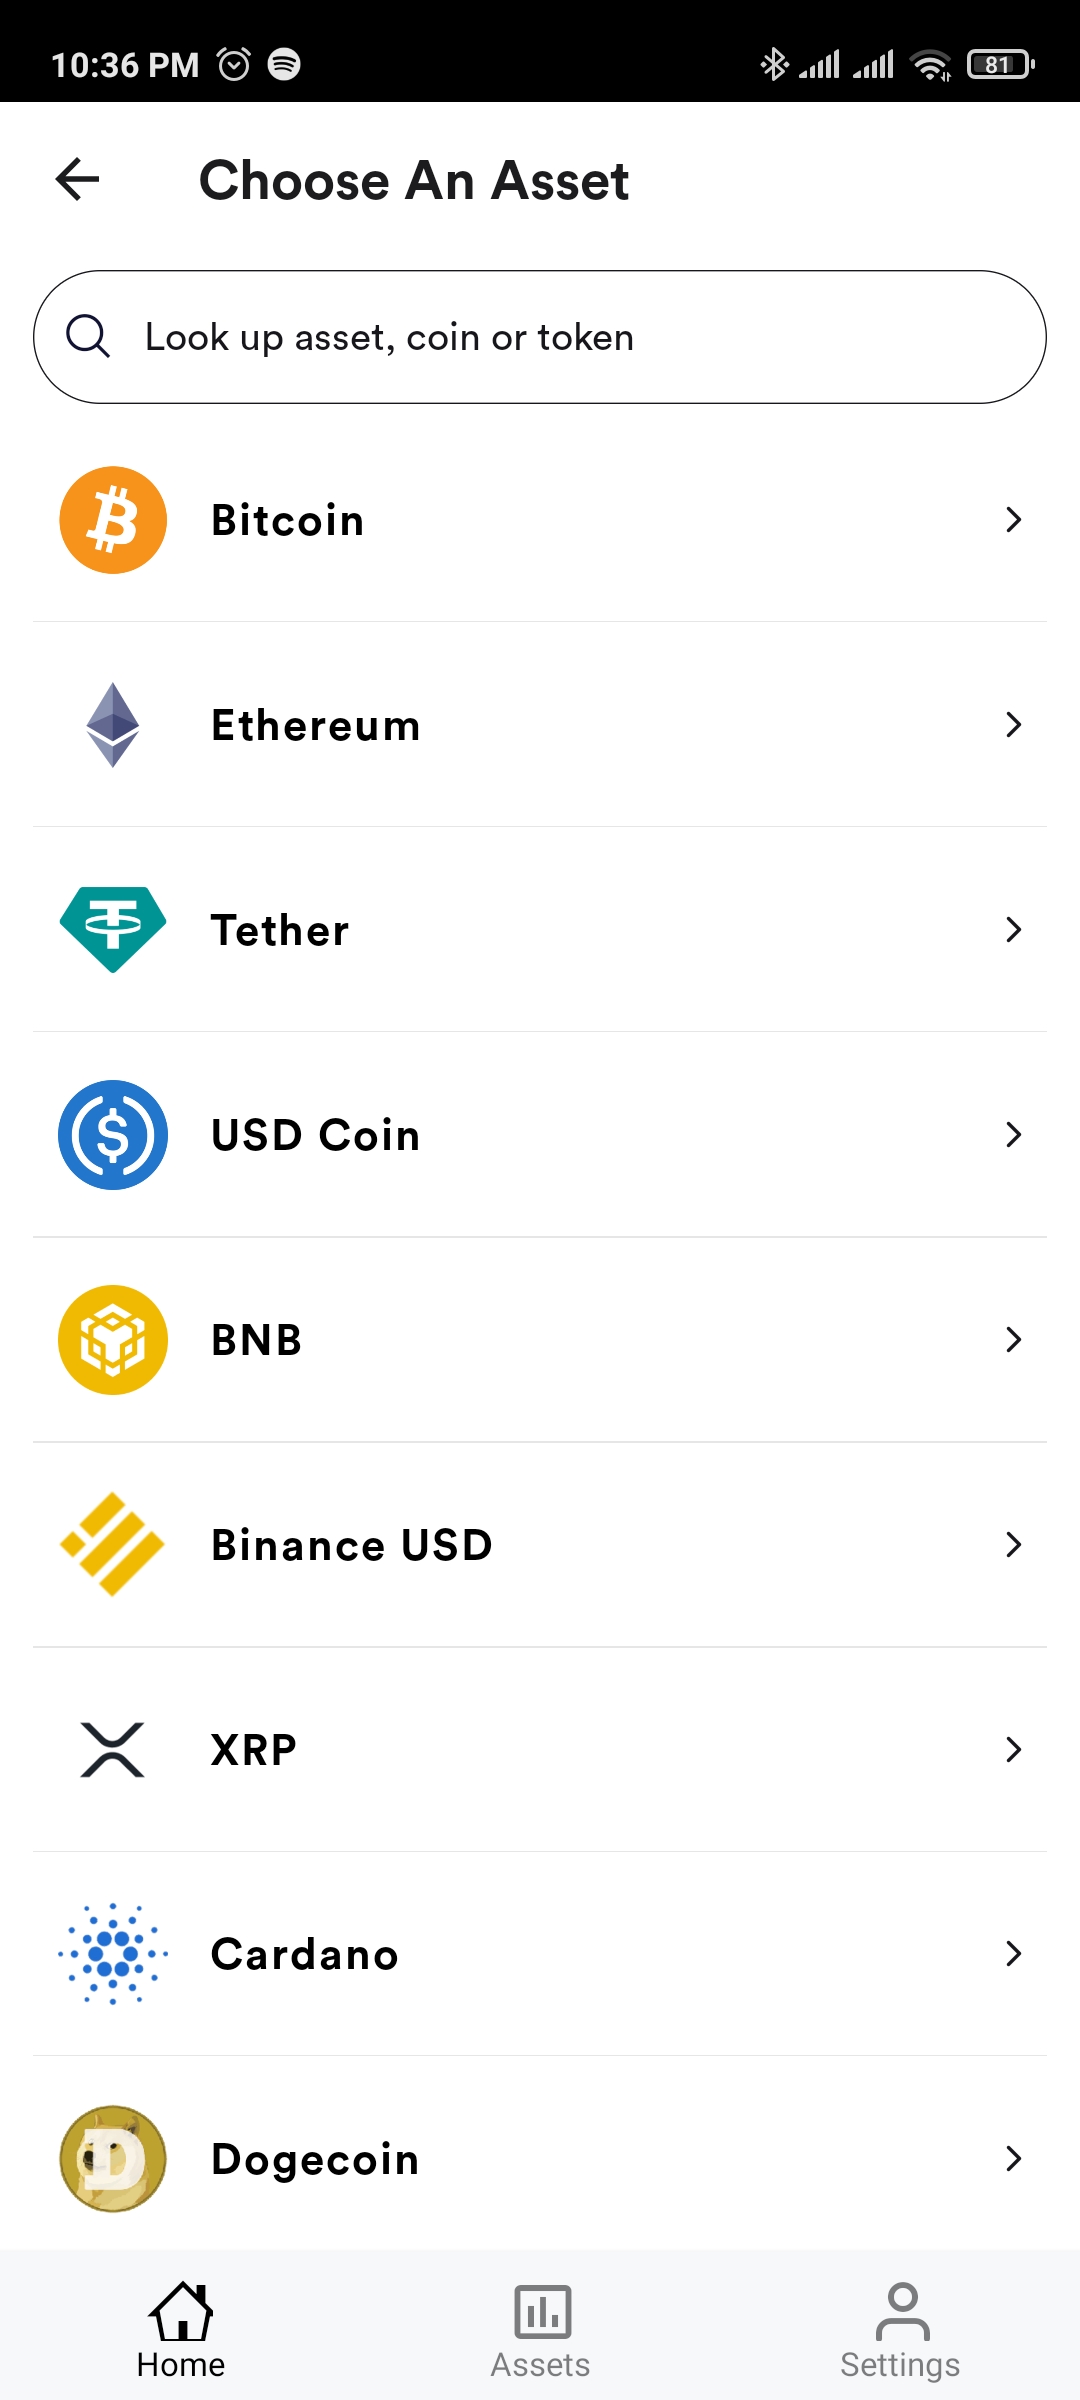 10:36 PM
81
Choose An Asset
Look up asset, coin or token
Bitcoin
Ethereum
Tether
USD Coin
BNB
Binance USD
XRP
Cardano
Dogecoin
Home
Assets
Settings